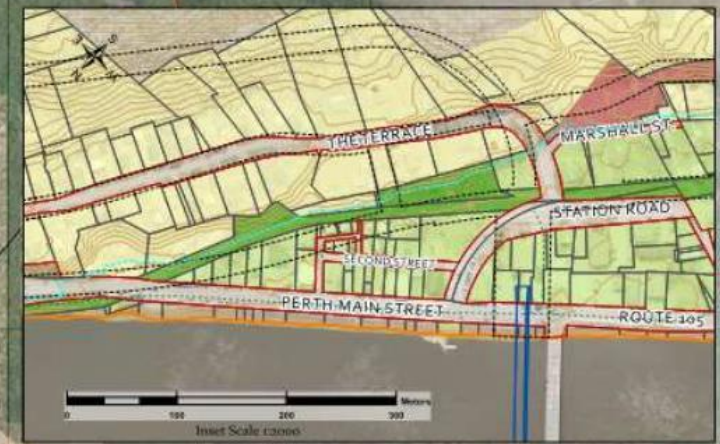 S
E
N
W
THE TERRACE
MARSHALL ST.
STATION ROAD
SECOND STREET
PERTH MAIN STREET
ROUTE 105
Meters
0 100 200 300
Inset Scale 1:2000